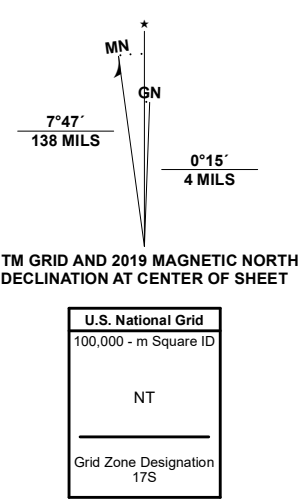 MN
GN
7°47´
138 MILS
0°15´
4 MILS
TM GRID AND 2019 MAGNETIC NORTH
DECLINATION AT CENTER OF SHEET
U.S. National Grid
100,000 - m Square ID
NT
Grid Zone Designation
17S